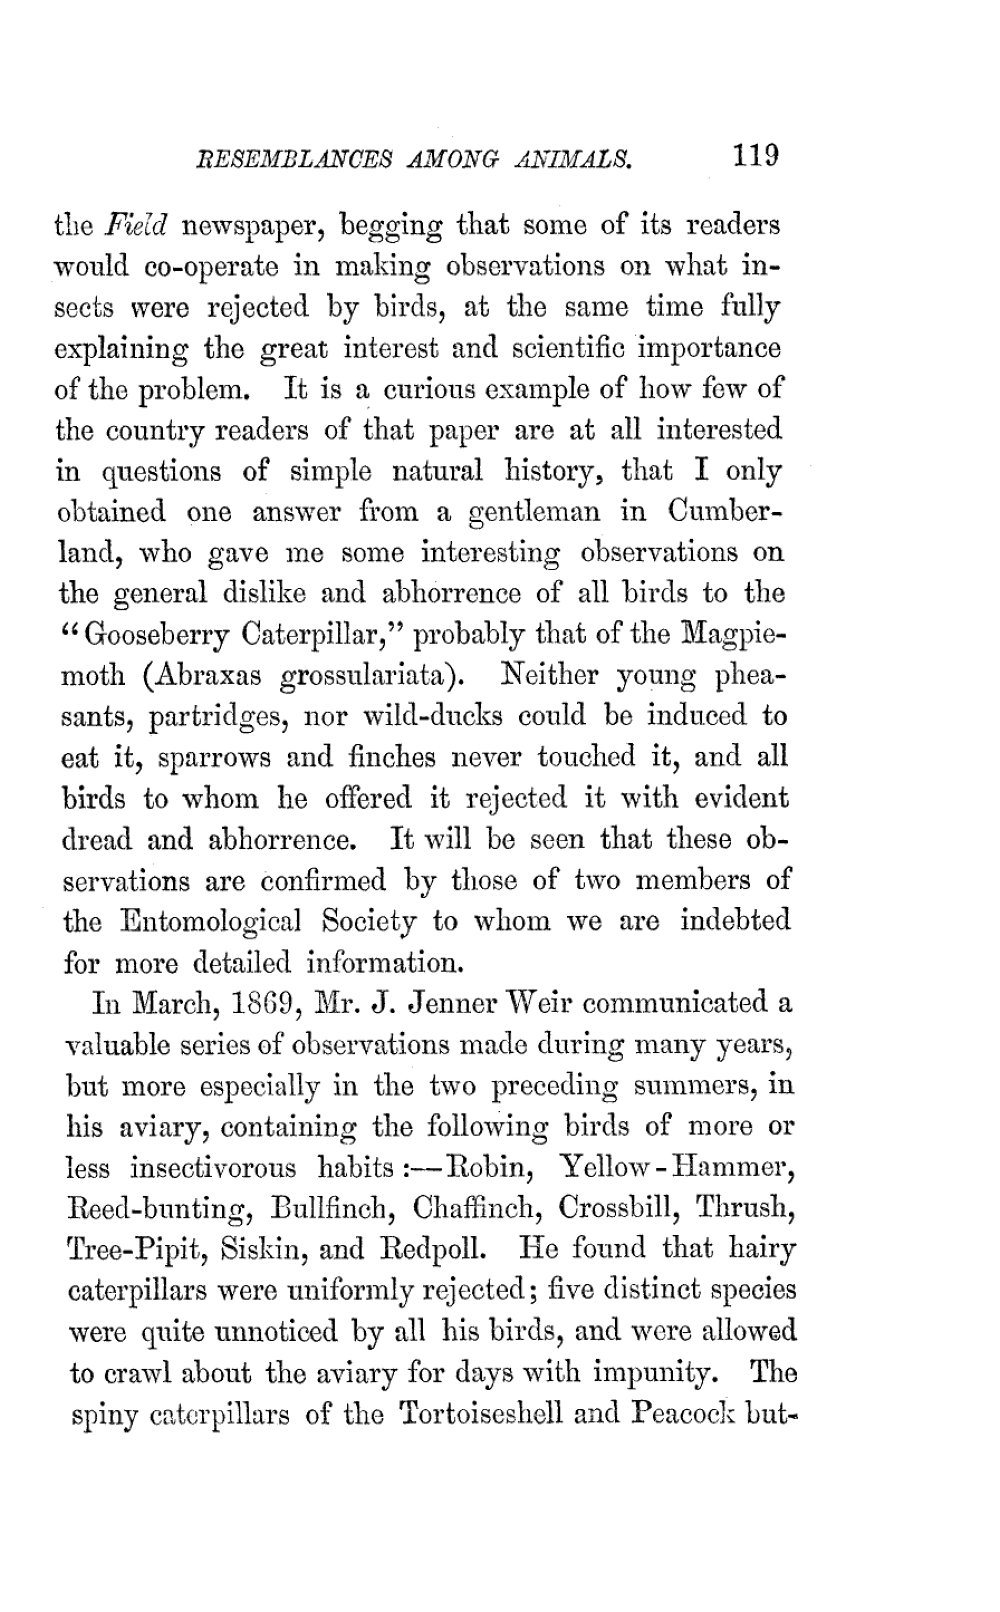 RESEMBLANCES AMONG ANIMALS. 119
the Field newspaper, begging that some of its readers
would co-operate in making observations on what in-
sects were rejected by birds, at the same time fully
explaining the great interest and scientific importance
of the problem. It is a curious example of how few of
the country readers of that paper are at all interested
in questions of simple natural history, that I only
obtained one answer from a gentleman in Cumber-
land, who gave me some interesting observations on
the general dislike and abhorrence of all birds to the
“Gooseberry Caterpillar,” probably that of the Magpie-
moth (Abraxas grossulariata). Neither young phea-
sants, partridges, nor wild-ducks could be induced to
eat it, sparrows and finches never touched it, and all
birds to whom he offered it rejected it with evident
dread and abhorrence. It will be seen that these ob-
servations are confirmed by those of two members of
the Entomological Society to whom we are indebted
for more detailed information.
In March, 1869, Mr. J. Jenner Weir communicated a
valuable series of observations made during many years,
but more especially in the two preceding summers, in
his aviary, containing the following birds of more or
less insectivorous habits :—Robin, Yellow-Hammer,
Reed-bunting, Bullfinch, Chaffinch, Crossbill, Thrush,
Tree-Pipit, Siskin, and Redpoll. He found that hairy
caterpillars were uniformly rejected; five distinct species
were quite unnoticed by all his birds, and were allowed
to crawl about the aviary for days with impunity. The
spiny caterpillars of the Tortoiseshell and Peacock but-